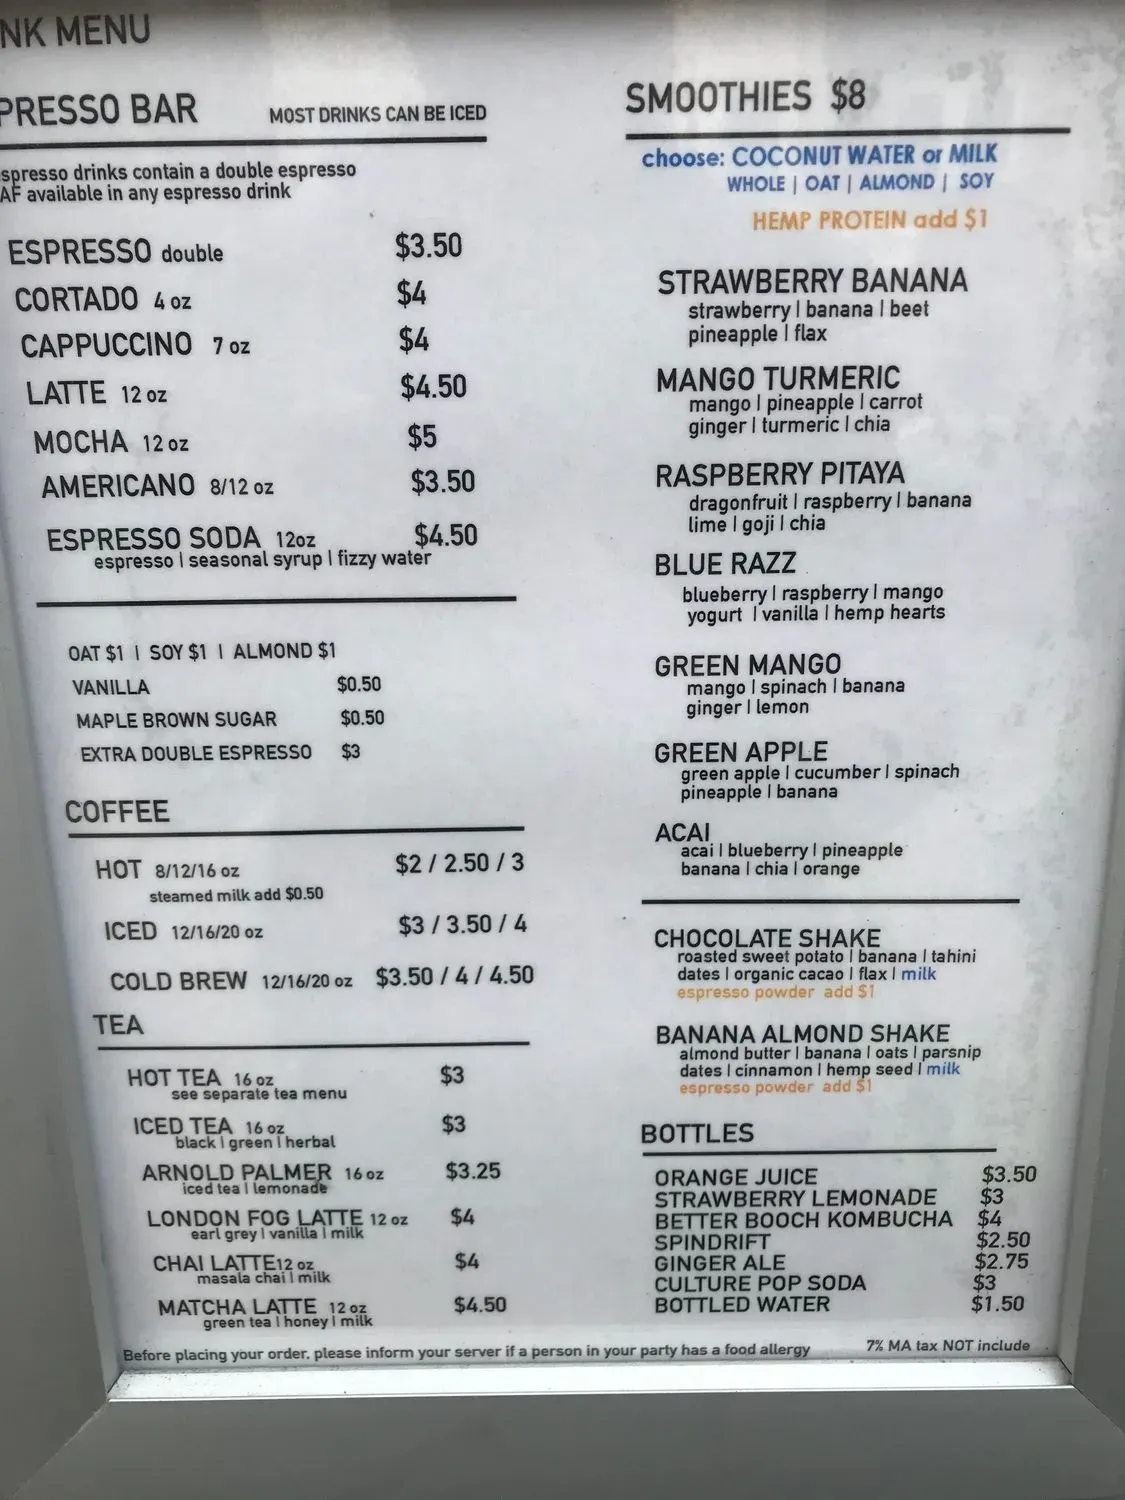 NK MENU
PRESSO BAR MOST DRINKS CAN BE ICED
spresso drinks contain a double espresso
AF available in any espresso drink
ESPRESSO double $3.50
CORTADO 4 oz $4
CAPPUCCINO 7 oz $4
LATTE 12 oz $4.50
MOCHA 12 oz $5
AMERICANO 8/12 oz $3.50
ESPRESSO SODA 12oz $4.50
espresso | seasonal syrup | fizzy water
OAT $1 | SOY $1 | ALMOND $1
VANILLA $0.50
MAPLE BROWN SUGAR $0.50
EXTRA DOUBLE ESPRESSO $3
COFFEE
HOT 8/12/16 oz $2 / 2.50 / 3
steamed milk add $0.50
ICED 12/16/20 oz $3 / 3.50 / 4
COLD BREW 12/16/20 oz $3.50 / 4 / 4.50
TEA
HOT TEA 16 oz $3
see separate tea menu
ICED TEA 16 oz $3
black | green | herbal
ARNOLD PALMER 16 oz $3.25
iced tea | lemonade
LONDON FOG LATTE 12 oz $4
earl grey | vanilla | milk
CHAI LATTE 12 oz $4
masala chai | milk
MATCHA LATTE 12 oz $4.50
green tea | honey | milk
SMOOTHIES $8
choose: COCONUT WATER or MILK
WHOLE | OAT | ALMOND | SOY
HEMP PROTEIN add $1
STRAWBERRY BANANA
strawberry | banana | beet
pineapple | flax
MANGO TURMERIC
mango | pineapple | carrot
ginger | turmeric | chia
RASPBERRY PITAYA
dragonfruit | raspberry | banana
lime | goji | chia
BLUE RAZZ
blueberry | raspberry | mango
yogurt | vanilla | hemp hearts
GREEN MANGO
mango | spinach | banana
ginger | lemon
GREEN APPLE
green apple | cucumber | spinach
pineapple | banana
ACAI
acai | blueberry | pineapple
banana | chia | orange
CHOCOLATE SHAKE
roasted sweet potato | banana | tahini
dates | organic cacao | flax | milk
espresso powder add $1
BANANA ALMOND SHAKE
almond butter | banana | oats | parsnip
dates | cinnamon | hemp seed | milk
espresso powder add $1
BOTTLES
ORANGE JUICE $3.50
STRAWBERRY LEMONADE $3
BETTER BOOCH KOMBUCHA $4
SPINDRIFT $2.50
GINGER ALE $2.75
CULTURE POP SODA $3
BOTTLED WATER $1.50
Before placing your order, please inform your server if a person in your party has a food allergy
7% MA tax NOT include